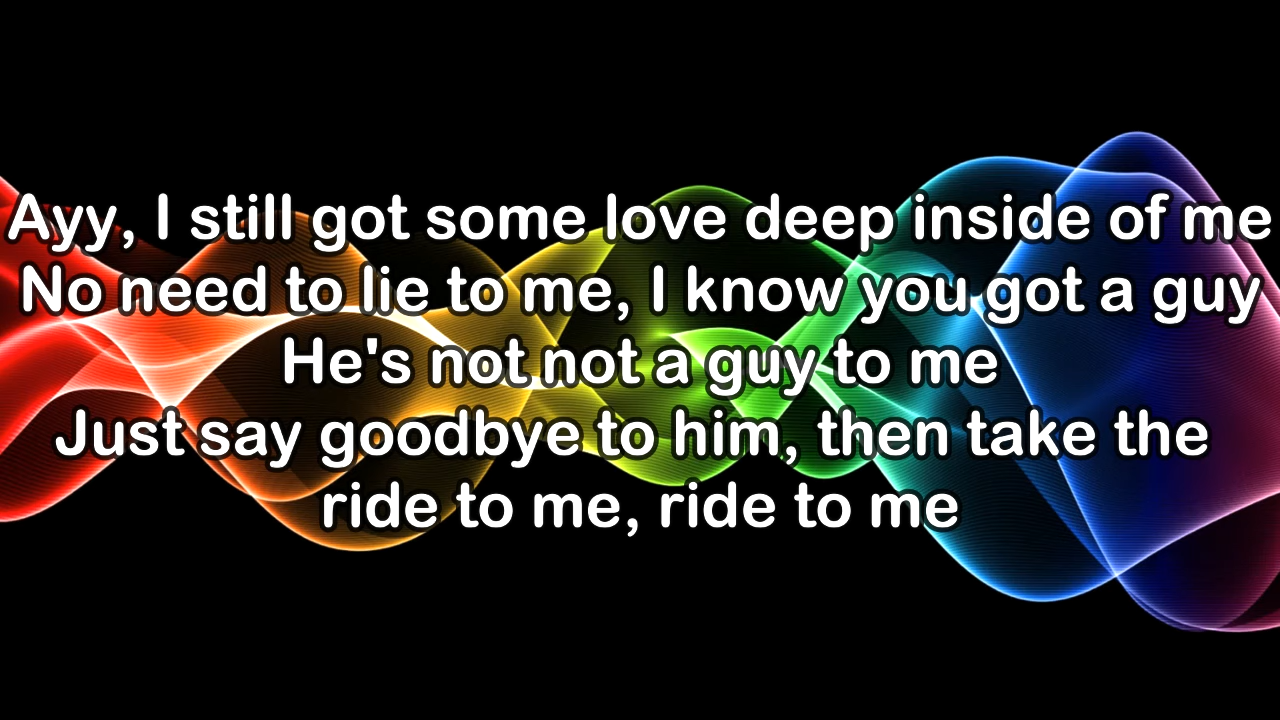 Ayy, I still got some love deep inside of me
No need to lie to me, I know you got a guy
He's not not a guy to me
Just say goodbye to him, then take the
ride to me, ride to me